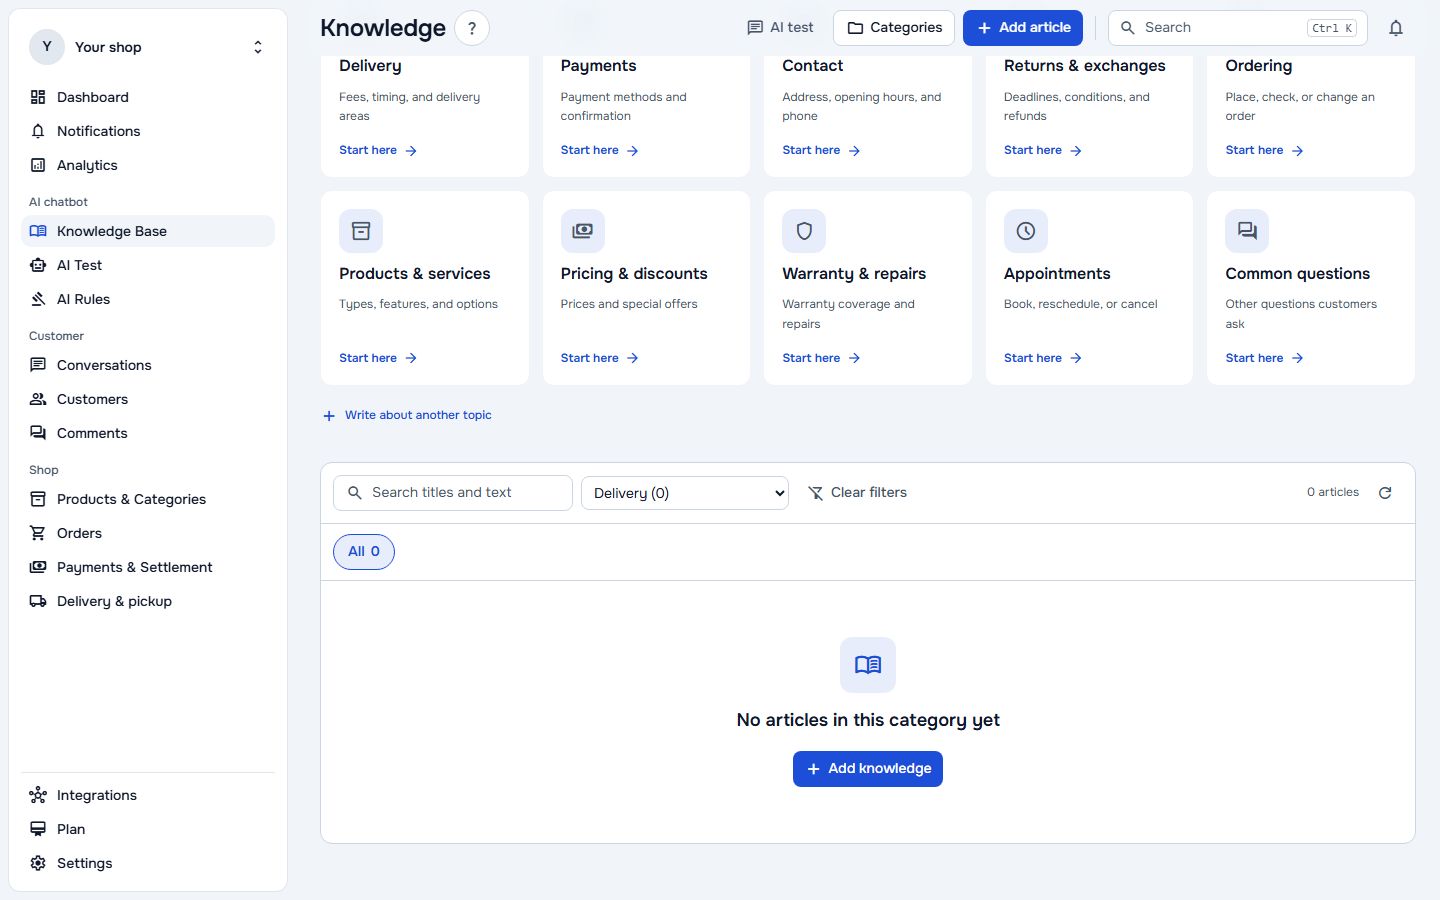 Y
Your shop
Dashboard
Notifications
Analytics
AI chatbot
Knowledge Base
AI Test
AI Rules
Customer
Conversations
Customers
Comments
Shop
Products & Categories
Orders
Payments & Settlement
Delivery & pickup
Integrations
Plan
Settings
Knowledge
?
AI test
Categories
Add article
Search
Ctrl K
Delivery
Fees, timing, and delivery
areas
Start here
Payments
Payment methods and
confirmation
Start here
Contact
Address, opening hours, and
phone
Start here
Returns & exchanges
Deadlines, conditions, and
refunds
Start here
Ordering
Place, check, or change an
order
Start here
Products & services
Types, features, and options
Start here
Pricing & discounts
Prices and special offers
Start here
Warranty & repairs
Warranty coverage and
repairs
Start here
Appointments
Book, reschedule, or cancel
Start here
Common questions
Other questions customers
ask
Start here
Write about another topic
Search titles and text
Delivery (0)
Clear filters
0 articles
All 0
No articles in this category yet
Add knowledge